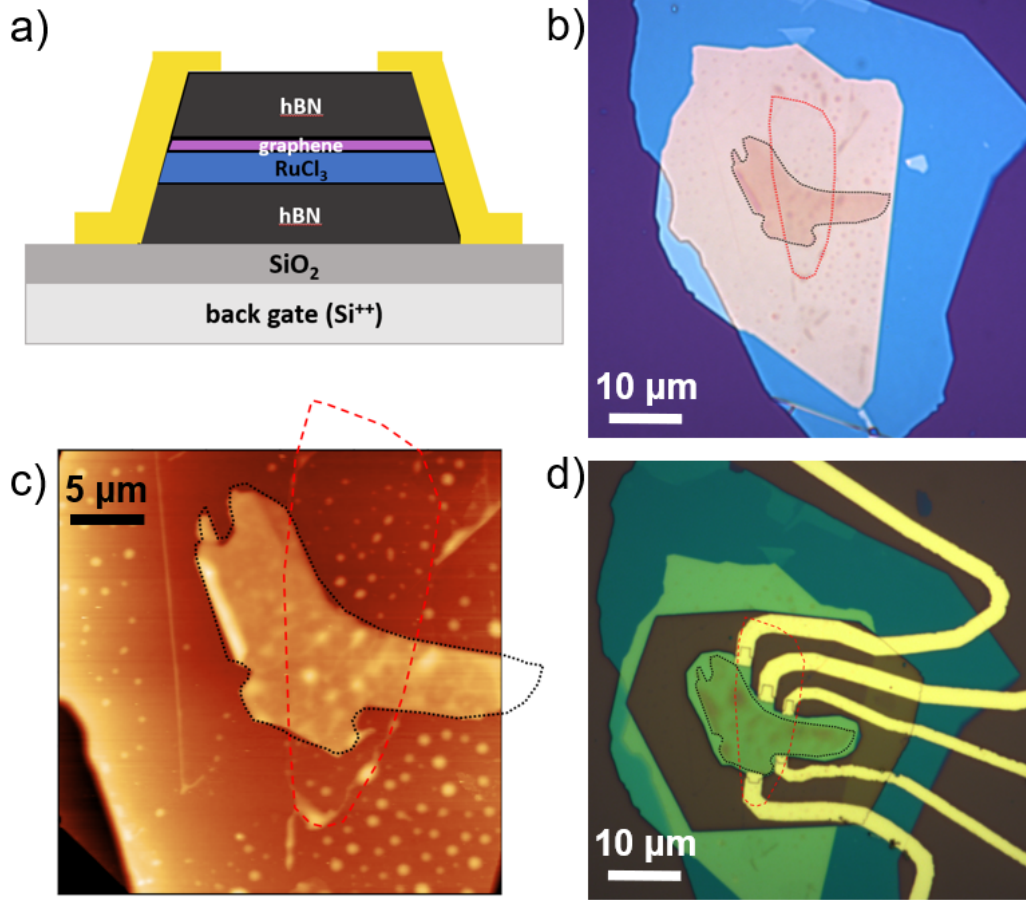 a)
hBN
graphene
RuCl₃
hBN
SiO₂
back gate (Si⁺⁺)
b)
10 µm
c)
5 µm
d)
10 µm